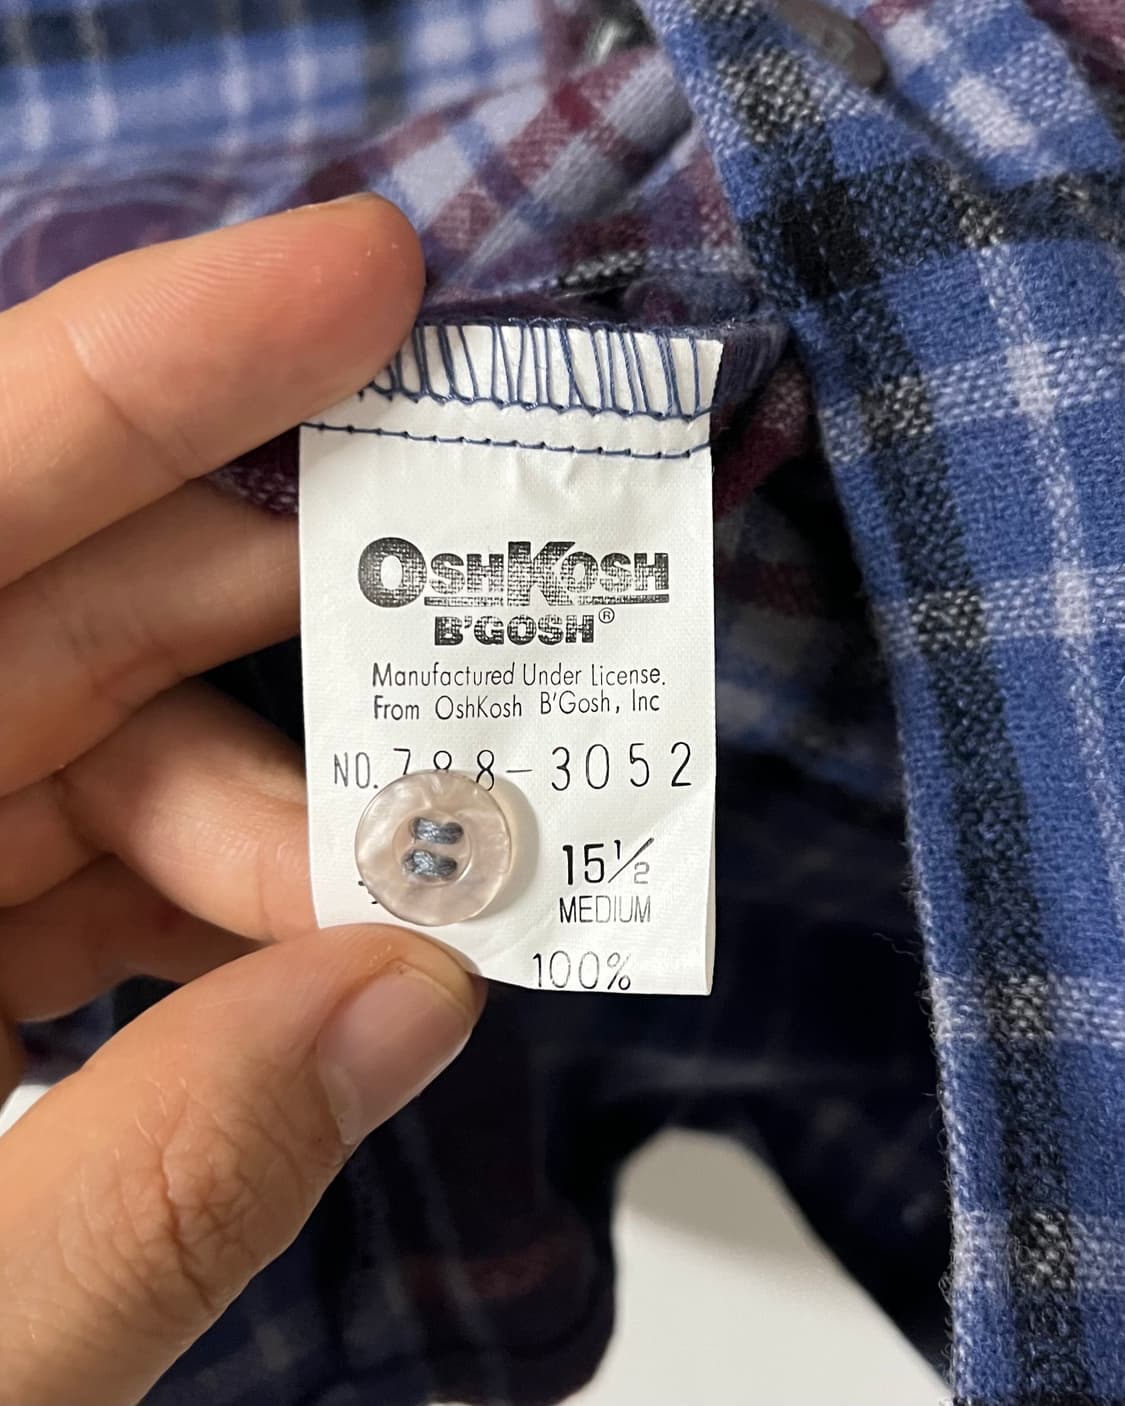 OSHKOSH
B'GOSH®
Manufactured Under License.
From OshKosh B'Gosh, Inc
NO. 788-3052
15½
MEDIUM
100%